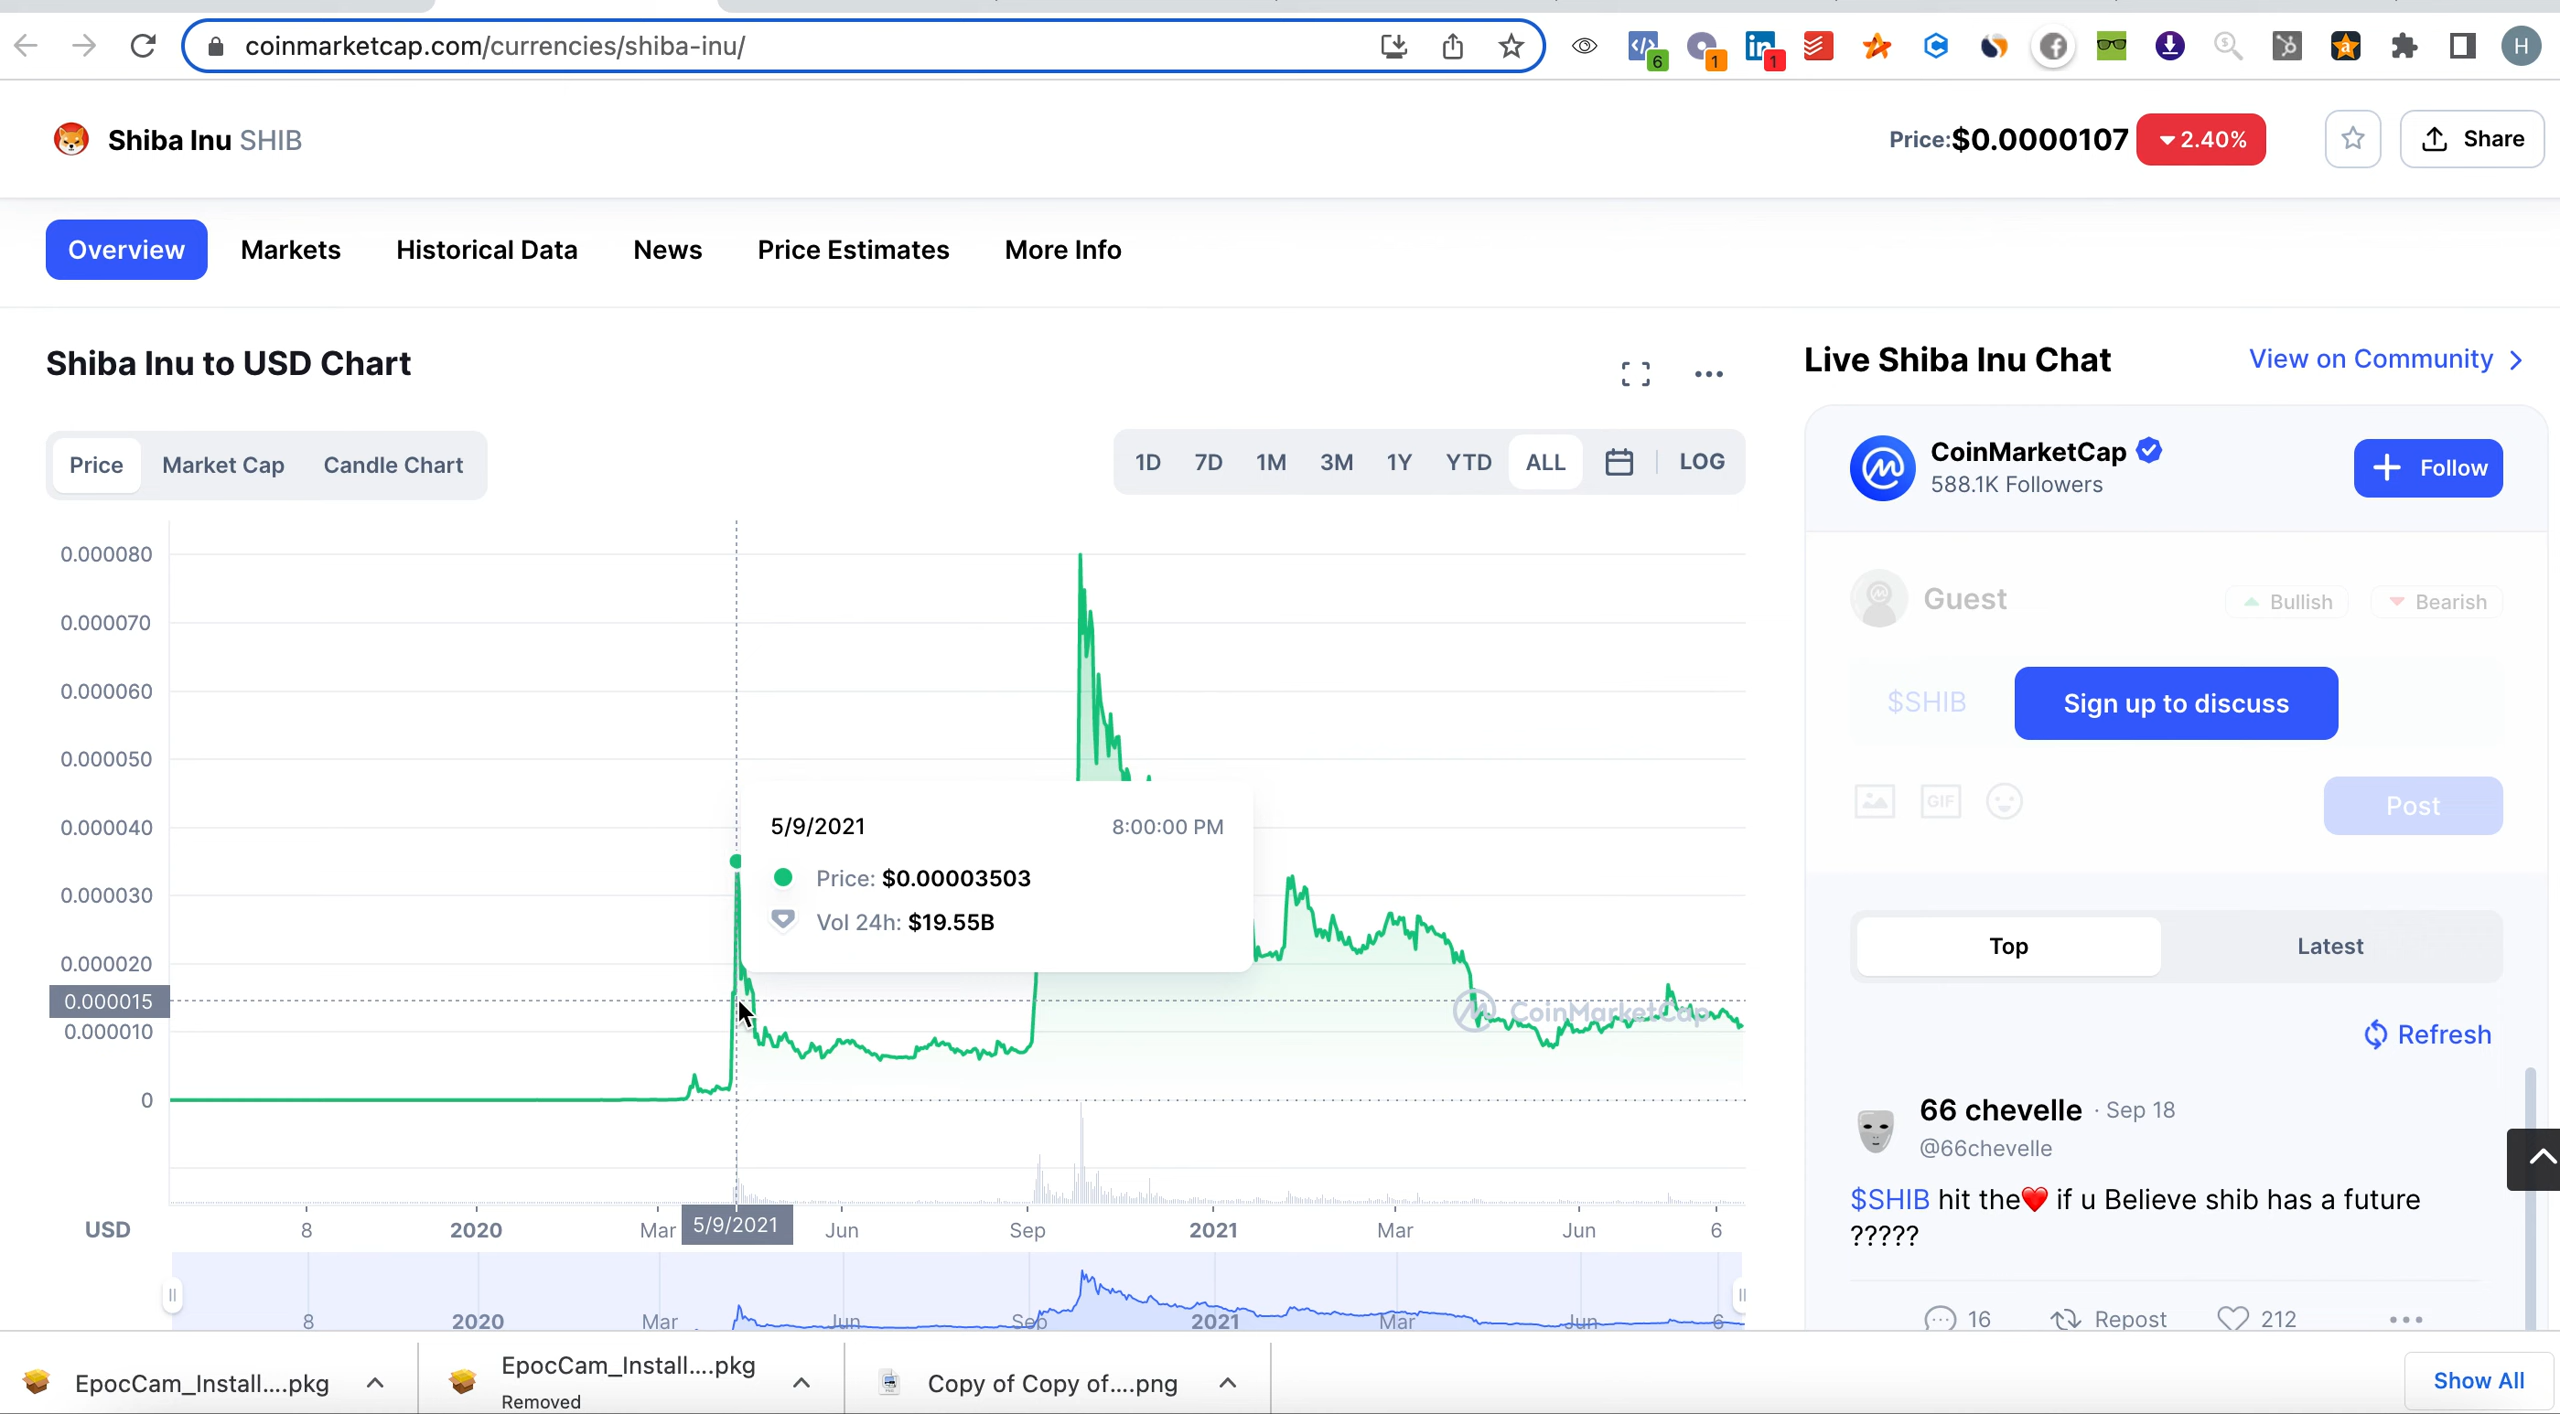 coinmarketcap.com/currencies/shiba-inu/
6
1
in
1
C
a
H
Shiba Inu SHIB
Price:$0.0000107
2.40%
Share
Overview
Markets
Historical Data
News
Price Estimates
More Info
Shiba Inu to USD Chart
Live Shiba Inu Chat
View on Community
Price
Market Cap
Candle Chart
1D
7D
1M
3M
1Y
YTD
ALL
LOG
CoinMarketCap
588.1K Followers
Follow
0.000080
0.000070
0.000060
0.000050
0.000040
0.000030
0.000020
0.000015
0.000010
0
5/9/2021
8:00:00 PM
Price: $0.00003503
Vol 24h: $19.55B
CoinMarketCap
USD
8
2020
Mar
5/9/2021
Jun
Sep
2021
Mar
Jun
6
8
2020
Mar
Jun
Sep
2021
Mar
Jun
6
Guest
Bullish
Bearish
$SHIB
Sign up to discuss
GIF
Post
Top
Latest
Refresh
66 chevelle · Sep 18
@66chevelle
$SHIB hit the❤️ if u Believe shib has a future
?????
16
Repost
212
EpocCam_Install....pkg
EpocCam_Install....pkg
Removed
Copy of Copy of....png
Show All